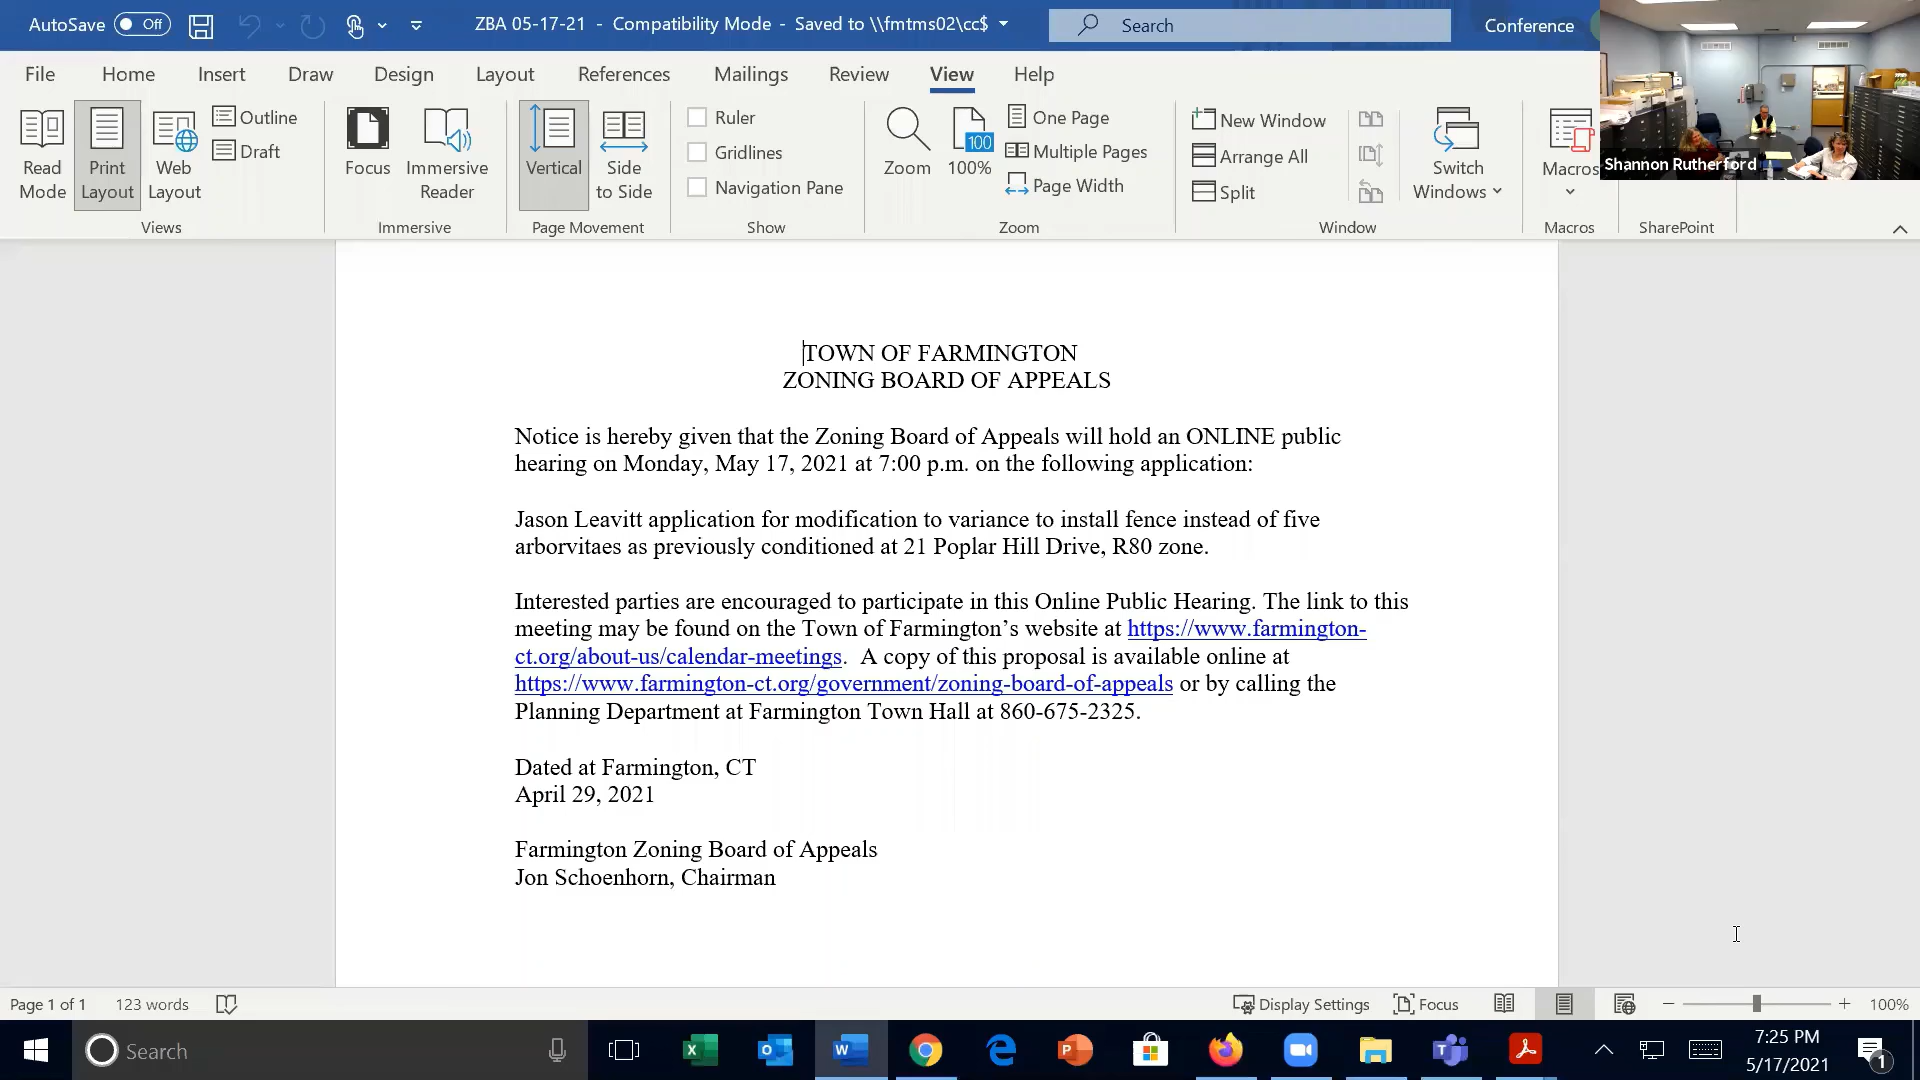 AutoSave Off ZBA 05-17-21 - Compatibility Mode - Saved to \\fmtms02\cc$ Search Conference
File Home Insert Draw Design Layout References Mailings Review View Help
Read Mode
Print Layout
Web Layout
Outline
Draft
Views
Focus
Immersive Reader
Immersive
Vertical
Side to Side
Page Movement
Ruler
Gridlines
Navigation Pane
Show
Zoom
100
100%
One Page
Multiple Pages
Page Width
Zoom
New Window
Arrange All
Split
Switch Windows
Window
Macros
Macros
SharePoint
Shannon Rutherford
TOWN OF FARMINGTON
ZONING BOARD OF APPEALS
Notice is hereby given that the Zoning Board of Appeals will hold an ONLINE public
hearing on Monday, May 17, 2021 at 7:00 p.m. on the following application:
Jason Leavitt application for modification to variance to install fence instead of five
arborvitaes as previously conditioned at 21 Poplar Hill Drive, R80 zone.
Interested parties are encouraged to participate in this Online Public Hearing. The link to this
meeting may be found on the Town of Farmington’s website at https://www.farmington-
ct.org/about-us/calendar-meetings. A copy of this proposal is available online at
https://www.farmington-ct.org/government/zoning-board-of-appeals or by calling the
Planning Department at Farmington Town Hall at 860-675-2325.
Dated at Farmington, CT
April 29, 2021
Farmington Zoning Board of Appeals
Jon Schoenhorn, Chairman
Page 1 of 1 123 words Display Settings Focus 100%
Search 7:25 PM
5/17/2021
1